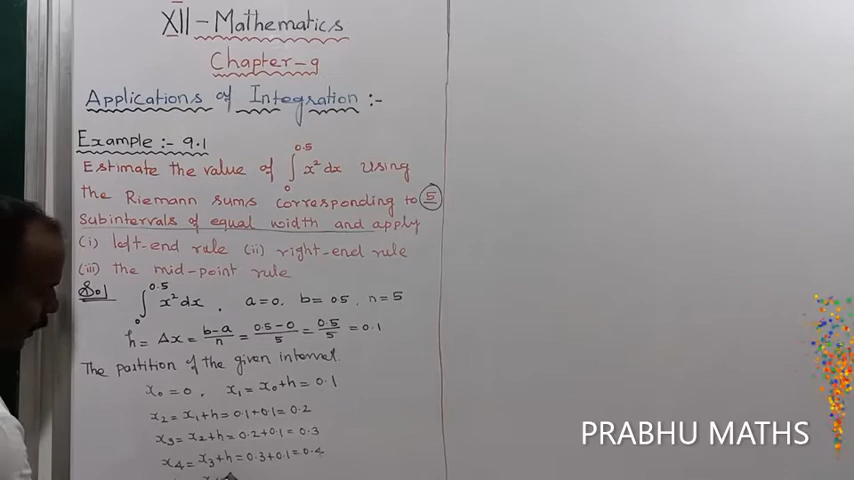 XII - Mathematics
Chapter-9
Applications of Integration :-
Example :- 9.1
Estimate the value of ∫₀^0.5 x² dx using
the Riemann sums corresponding to 5
subintervals of equal width and apply
(i) left-end rule (ii) right-end rule
(iii) the mid-point rule
Sol
∫₀^0.5 x² dx , a=0, b= 0.5, n=5
h = Δx = (b-a)/n = (0.5-0)/5 = 0.5/5 = 0.1
The partition of the given interval
x₀ = 0, x₁ = x₀+h = 0.1
x₂ = x₁+h = 0.1+0.1 = 0.2
x₃ = x₂+h = 0.2+0.1 = 0.3
x₄ = x₃+h = 0.3+0.1 = 0.4
PRABHU MATHS